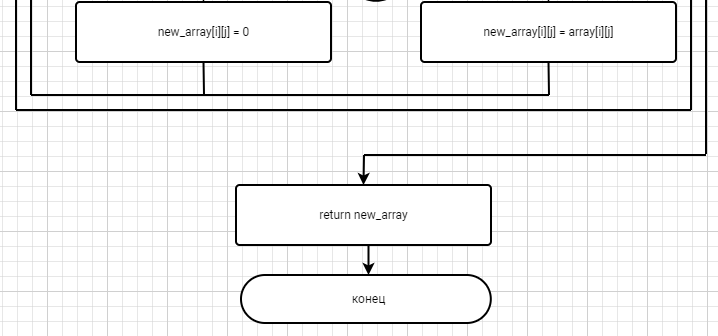 new_array[i][j] = 0
new_array[i][j] = array[i][j]
return new_array
конец